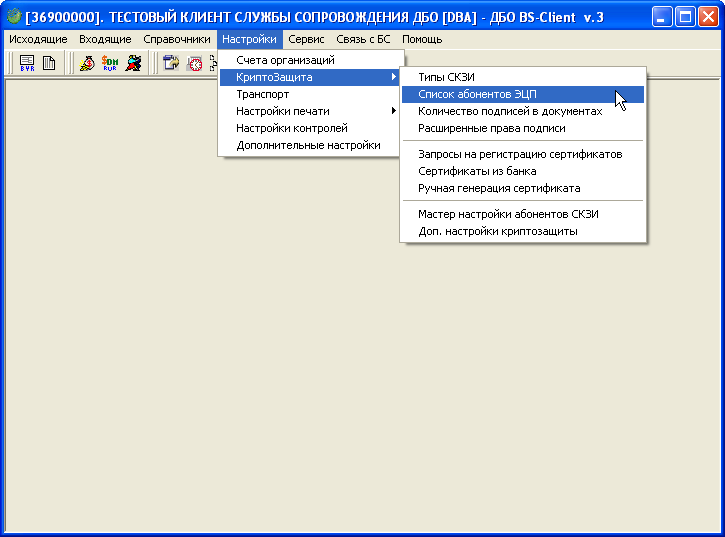 [36900000]. ТЕСТОВЫЙ КЛИЕНТ СЛУЖБЫ СОПРОВОЖДЕНИЯ ДБО [DBA] - ДБО BS-Client v.3
Исходящие Входящие Справочники Настройки Сервис Связь с БС Помощь
BYR $DM RUR
Счета организаций
КриптоЗащита
Транспорт
Настройки печати
Настройки контролей
Дополнительные настройки
Типы СКЗИ
Список абонентов ЭЦП
Количество подписей в документах
Расширенные права подписи
Запросы на регистрацию сертификатов
Сертификаты из банка
Ручная генерация сертификата
Мастер настройки абонентов СКЗИ
Доп. настройки криптозащиты